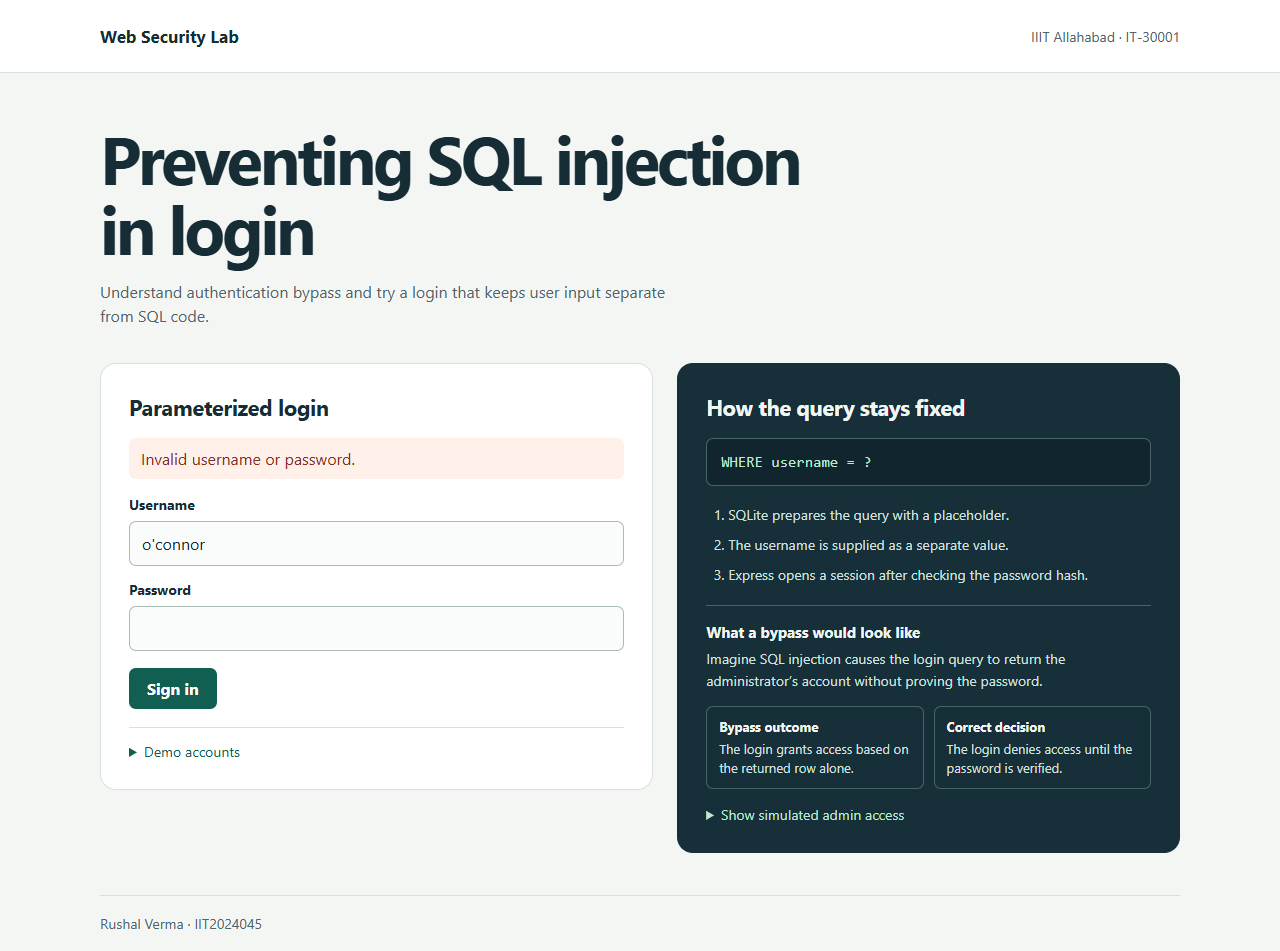 Web Security Lab
IIIT Allahabad · IT-30001
Preventing SQL injection
in login
Understand authentication bypass and try a login that keeps user input separate
from SQL code.
Parameterized login
Invalid username or password.
Username
o'connor
Password
Sign in
Demo accounts
How the query stays fixed
WHERE username = ?
1. SQLite prepares the query with a placeholder.
2. The username is supplied as a separate value.
3. Express opens a session after checking the password hash.
What a bypass would look like
Imagine SQL injection causes the login query to return the
administrator's account without proving the password.
Bypass outcome
The login grants access based on
the returned row alone.
Correct decision
The login denies access until the
password is verified.
Show simulated admin access
Rushal Verma · IIT2024045